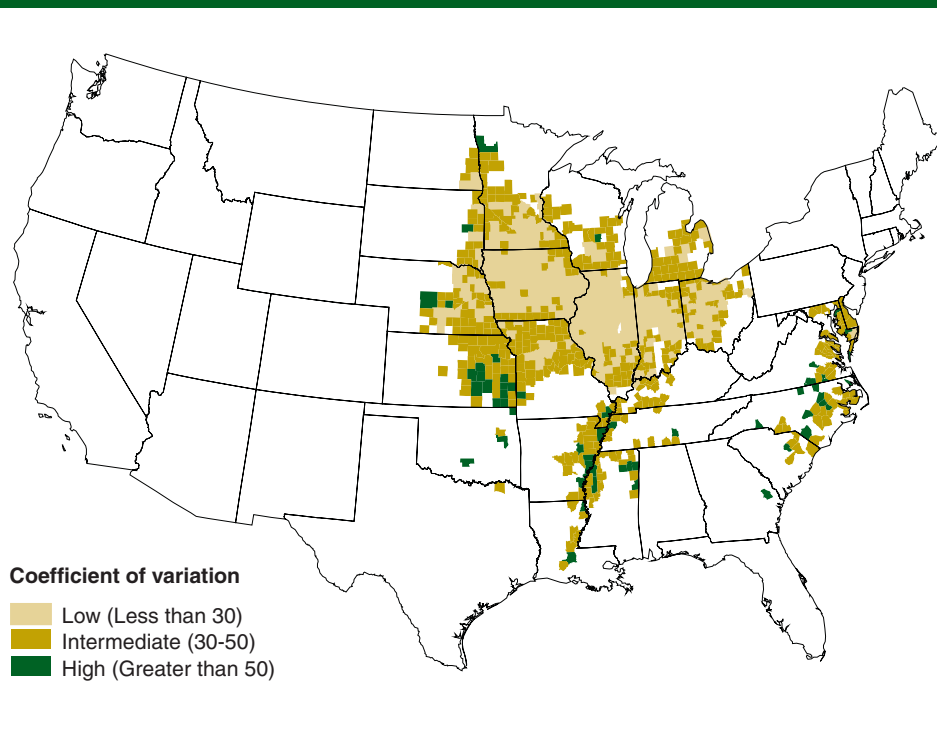 Coefficient of variation
Low (Less than 30)
Intermediate (30-50)
High (Greater than 50)